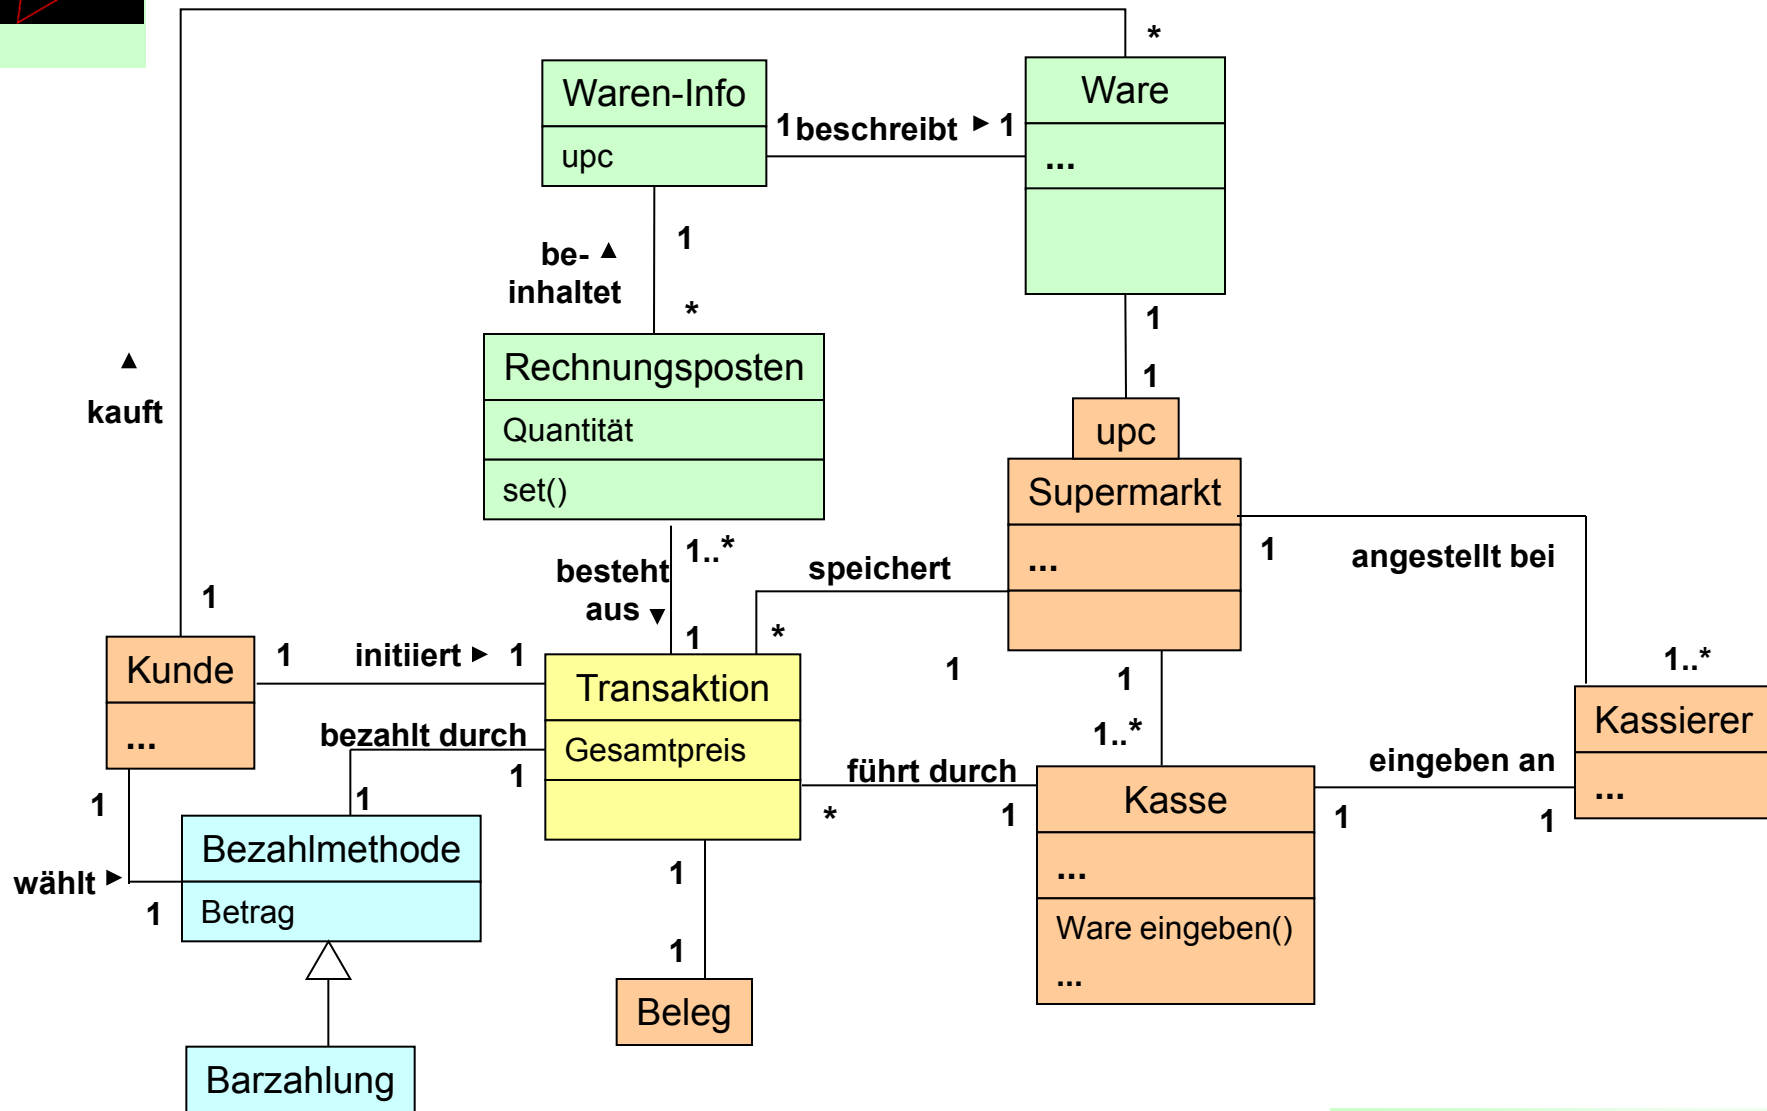 *
Waren-Info
upc
1 beschreibt ► 1
Ware
...
1
be- ▲
inhaltet
*
1
1
▲
kauft
Rechnungsposten
Quantität
set()
upc
Supermarkt
...
1..*
besteht
aus ▼
1
speichert
*
1
1
angestellt bei
1..*
1
Kunde
...
1 initiiert ► 1
Transaktion
Gesamtpreis
bezahlt durch
1
1
1
1..*
führt durch
*
1
Kasse
...
Ware eingeben()
...
eingeben an
1
1
Kassierer
...
1
wählt ►
1
Bezahlmethode
Betrag
1
1
Beleg
Barzahlung